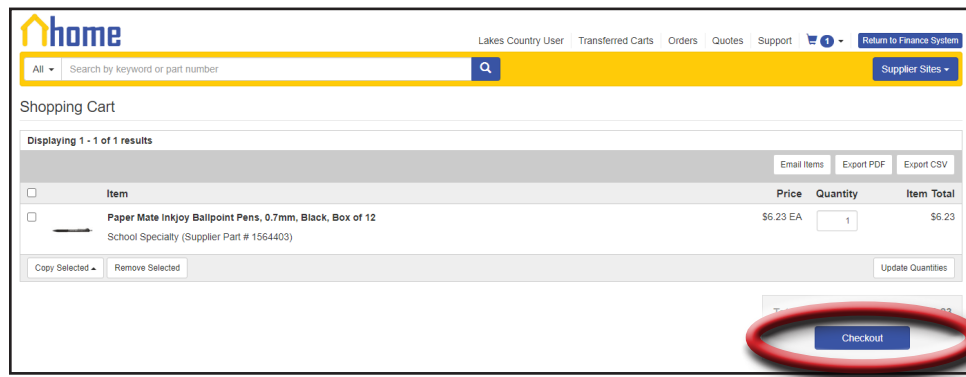 home
Lakes Country User Transferred Carts Orders Quotes Support 1 Return to Finance System
All Search by keyword or part number Supplier Sites
Shopping Cart
Displaying 1 - 1 of 1 results
Email Items Export PDF Export CSV
Item Price Quantity Item Total
Paper Mate Inkjoy Ballpoint Pens, 0.7mm, Black, Box of 12 $6.23 EA 1 $6.23
School Specialty (Supplier Part # 1564403)
Copy Selected Remove Selected Update Quantities
Checkout